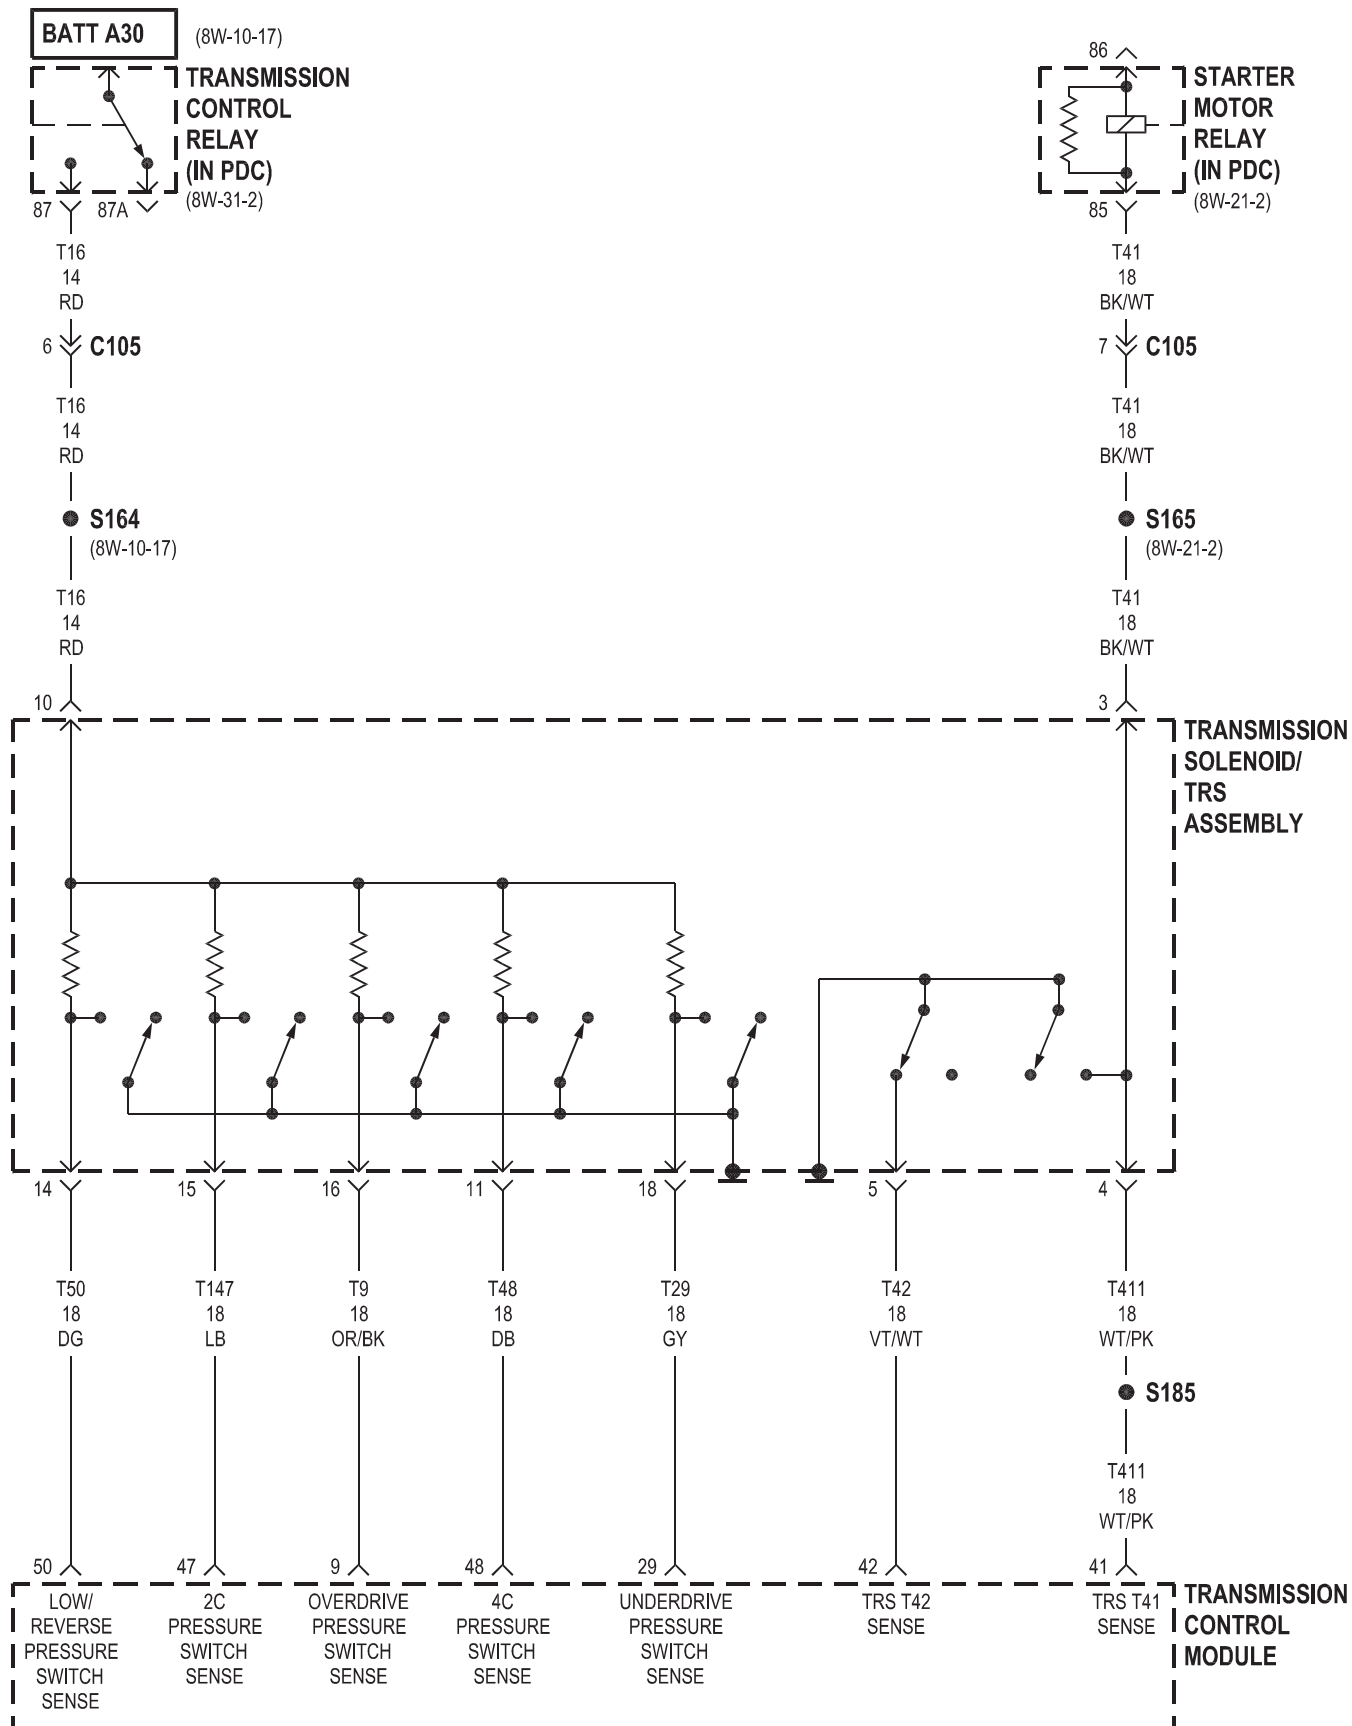 BATT A30
(8W-10-17)
TRANSMISSION
CONTROL
RELAY
(IN PDC)
(8W-31-2)
86
STARTER
MOTOR
RELAY
(IN PDC)
(8W-21-2)
87
87A
85
T16
14
RD
T41
18
BK/WT
6
C105
7
C105
T16
14
RD
T41
18
BK/WT
S164
(8W-10-17)
S165
(8W-21-2)
T16
14
RD
T41
18
BK/WT
10
3
TRANSMISSION
SOLENOID/
TRS
ASSEMBLY
14
15
16
11
18
5
4
T50
18
DG
T147
18
LB
T9
18
OR/BK
T48
18
DB
T29
18
GY
T42
18
VT/WT
T411
18
WT/PK
S185
T411
18
WT/PK
50
47
9
48
29
42
41
LOW/
REVERSE
PRESSURE
SWITCH
SENSE
2C
PRESSURE
SWITCH
SENSE
OVERDRIVE
PRESSURE
SWITCH
SENSE
4C
PRESSURE
SWITCH
SENSE
UNDERDRIVE
PRESSURE
SWITCH
SENSE
TRS T42
SENSE
TRS T41
SENSE
TRANSMISSION
CONTROL
MODULE